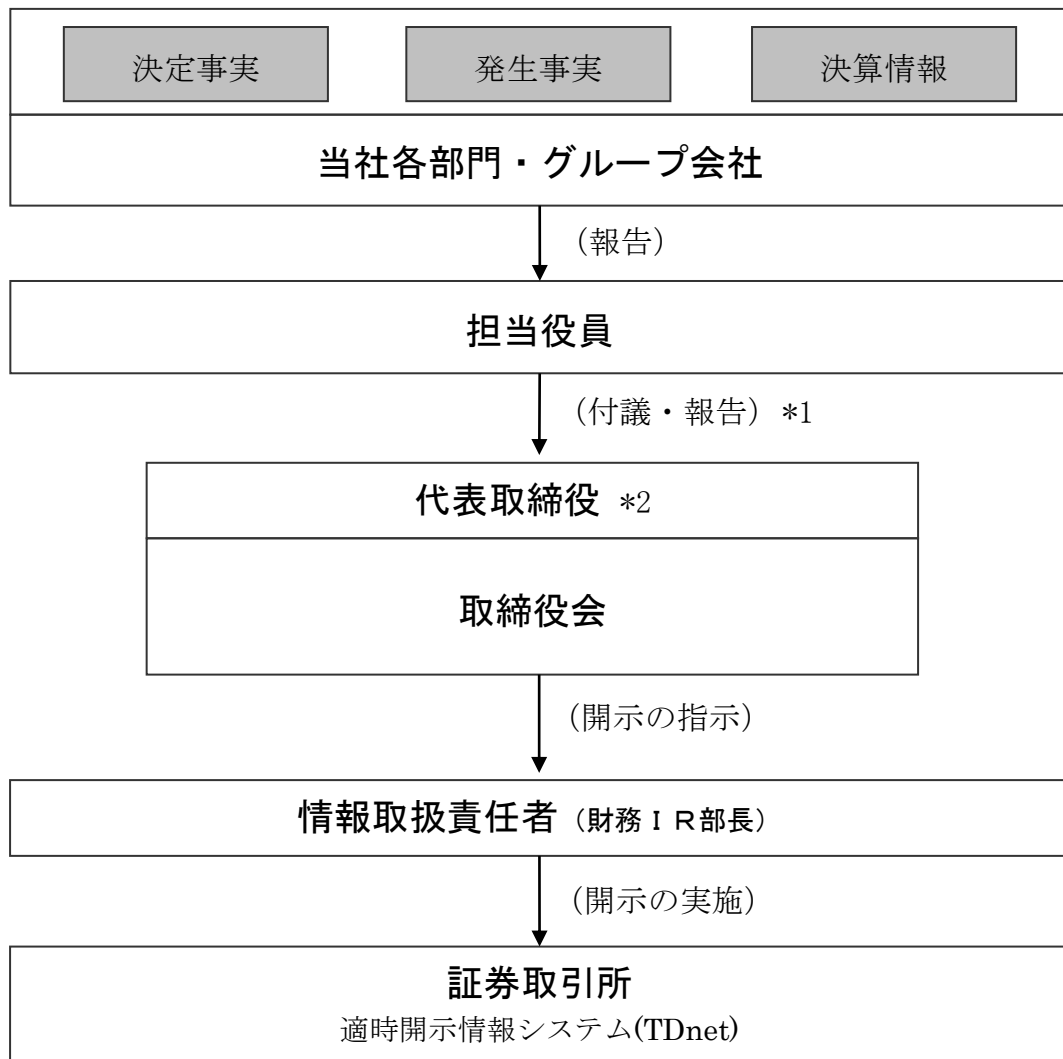 決定事実 発生事実 決算情報
当社各部門・グループ会社
（報告）
担当役員
（付議・報告）*1
代表取締役 *2
取締役会
（開示の指示）
情報取扱責任者（財務ＩＲ部長）
（開示の実施）
証券取引所
適時開示情報システム(TDnet)